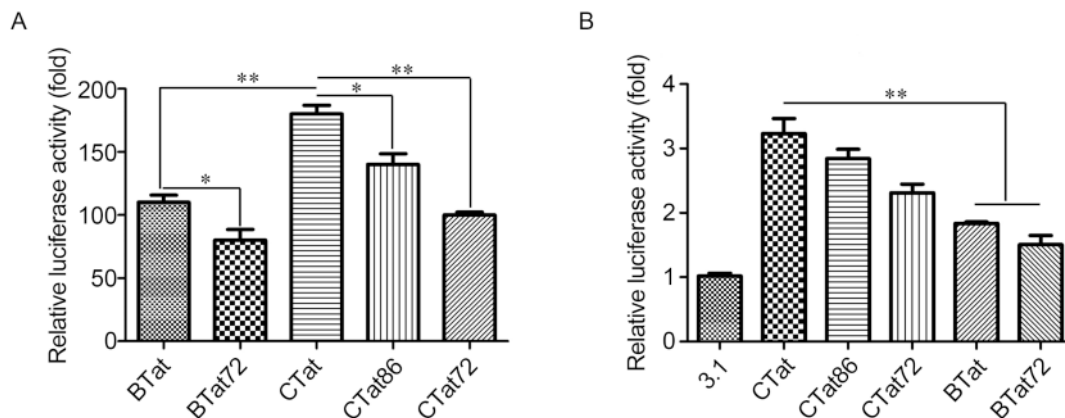 A
Relative luciferase activity (fold)
200
150
100
50
0
**
**
*
*
BTat
BTat72
CTat
CTat86
CTat72
B
Relative luciferase activity (fold)
4
3
2
1
0
**
3.1
CTat
CTat86
CTat72
BTat
BTat72